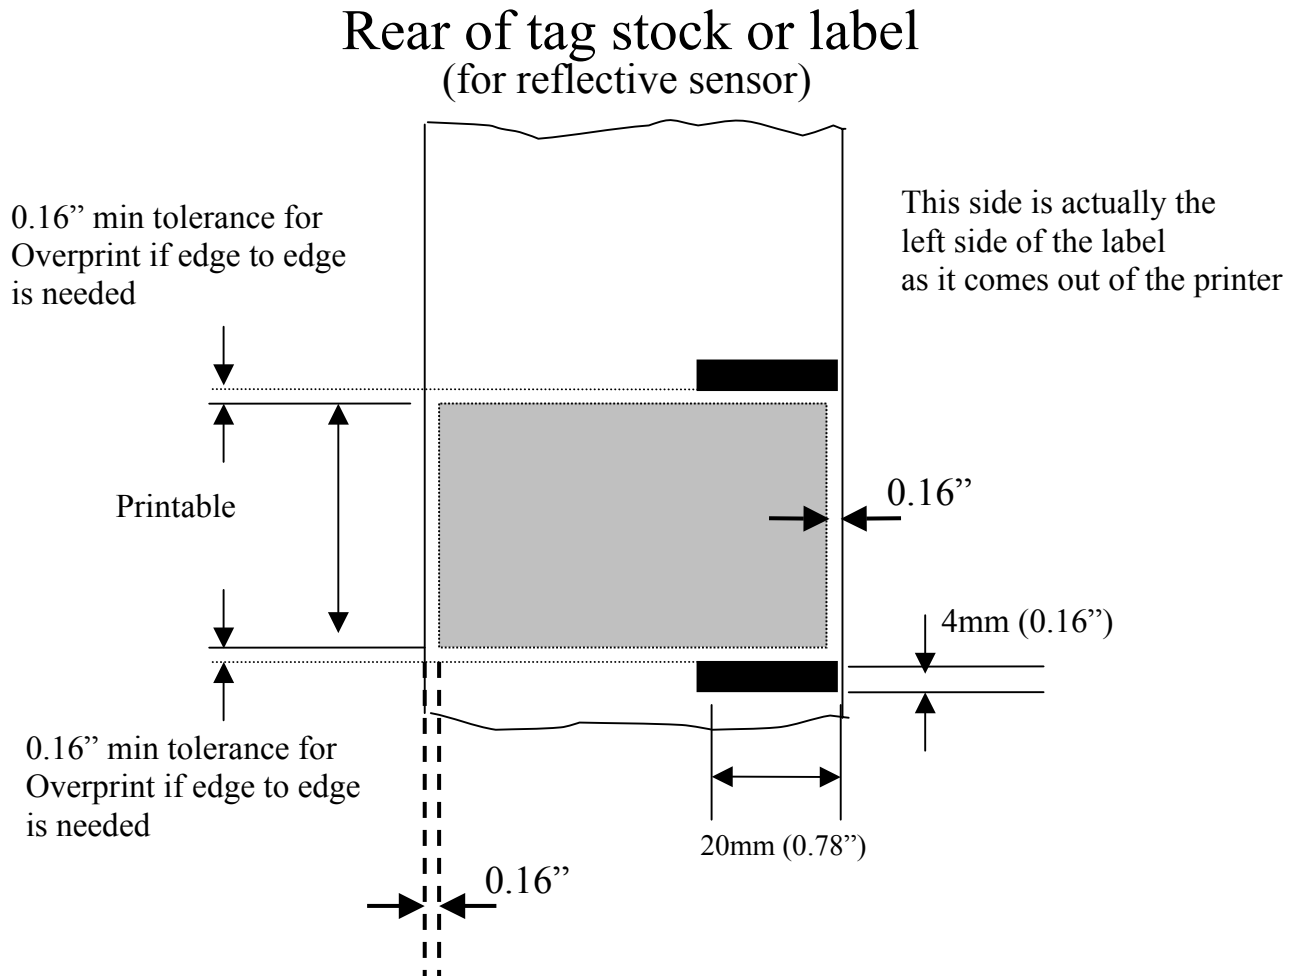 Rear of tag stock or label
(for reflective sensor)
0.16” min tolerance for
Overprint if edge to edge
is needed
This side is actually the
left side of the label
as it comes out of the printer
Printable
0.16”
4mm (0.16”)
0.16” min tolerance for
Overprint if edge to edge
is needed
20mm (0.78”)
0.16”